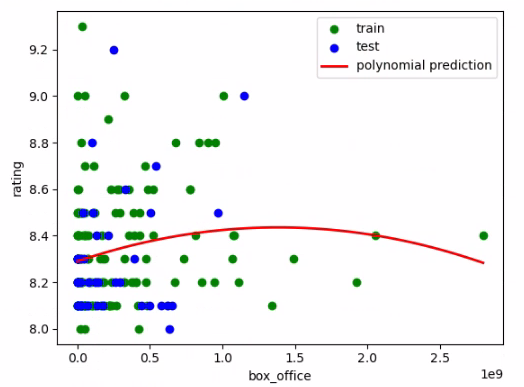 train
test
polynomial prediction
9.2
9.0
8.8
8.6
8.4
8.2
8.0
rating
0.0 0.5 1.0 1.5 2.0 2.5
1e9
box_office